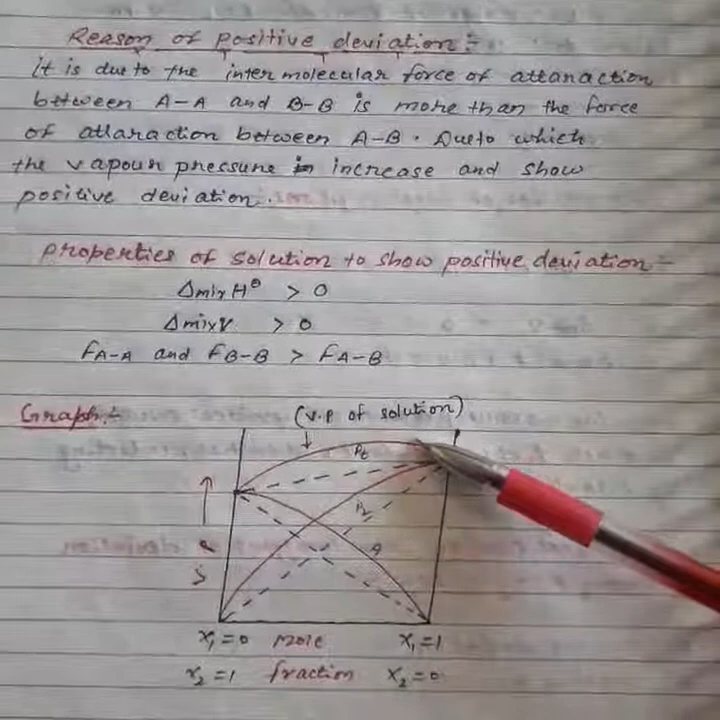 Reason of positive deviation :-
it is due to the intermolecular force of attaraction
between A-A and B-B is more than the force
of attaraction between A-B. Dueto which
the vapour pressure increase and show
positive deviation.
Properties of solution to show positive deviation :-
ΔmixH° > 0
ΔmixV > 0
FA-A and FB-B > FA-B
Graph :-
(V.P of solution)
Pt
P2
x1 = 0 mole x1 = 1
x2 = 1 fraction x2 = 0